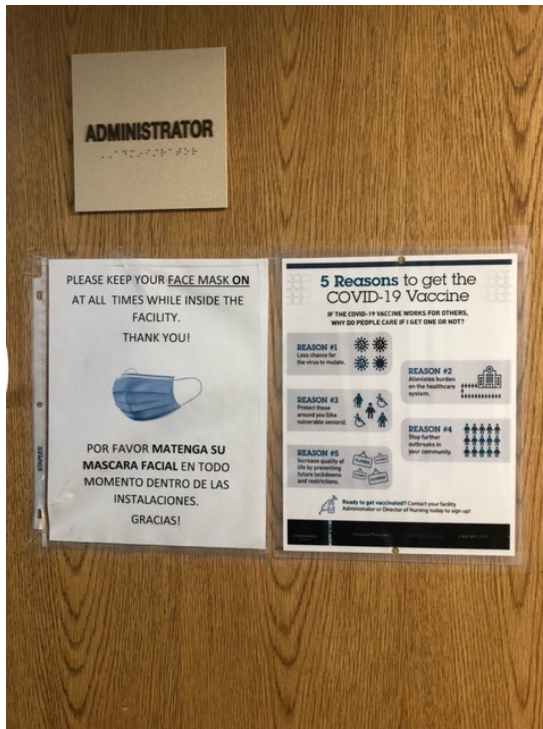 ADMINISTRATOR
PLEASE KEEP YOUR FACE MASK ON
AT ALL TIMES WHILE INSIDE THE
FACILITY.
THANK YOU!
POR FAVOR MATENGA SU
MASCARA FACIAL EN TODO
MOMENTO DENTRO DE LAS
INSTALACIONES.
GRACIAS!
STAPLES
5 Reasons to get the
COVID-19 Vaccine
IF THE COVID-19 VACCINE WORKS FOR OTHERS,
WHY DO PEOPLE CARE IF I GET ONE OR NOT?
REASON #1
Less chance for
the virus to mutate.
REASON #2
Alleviates burden
on the healthcare
system.
REASON #3
Protect those
around you (like
vulnerable seniors).
REASON #4
Stop further
outbreaks in
your community.
REASON #5
Increase quality of
life by preventing
future lockdowns
and restrictions.
CLOSED
CLOSED
Ready to get vaccinated? Contact your facility
Administrator or Director of Nursing today to sign up!